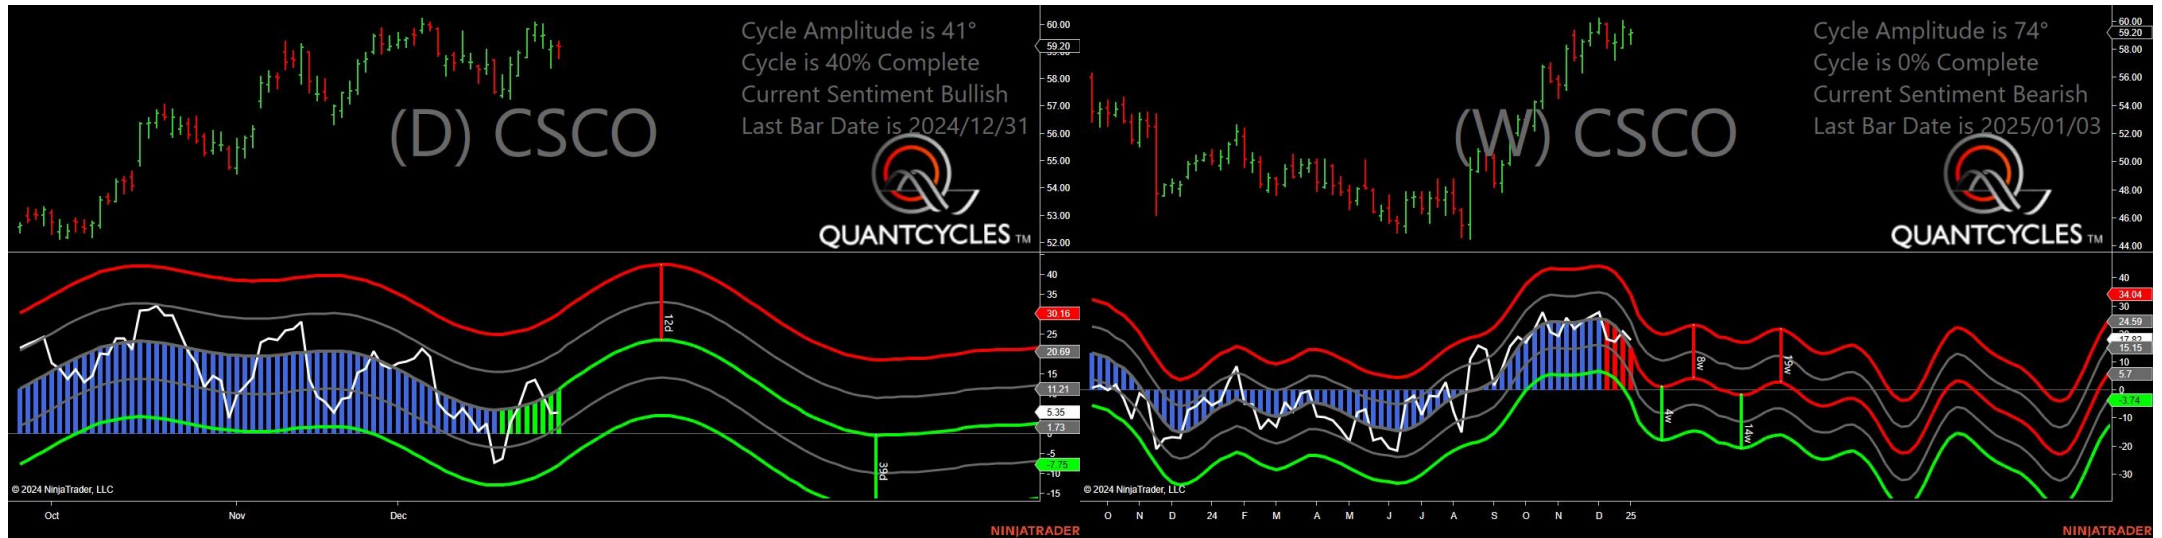 Cycle Amplitude is 41°
Cycle is 40% Complete
Current Sentiment Bullish
Last Bar Date is 2024/12/31
(D) CSCO
QUANTCYCLES TM
60.00
59.20
58.00
57.00
56.00
55.00
54.00
53.00
52.00
40
35
30.16
25
20.69
15
11.21
5.35
1.73
-5
-7.75
-10
-15
12d
39d
© 2024 NinjaTrader, LLC
Oct Nov Dec
NINJATRADER
Cycle Amplitude is 74°
Cycle is 0% Complete
Current Sentiment Bearish
Last Bar Date is 2025/01/03
(W) CSCO
QUANTCYCLES TM
60.00
59.20
58.00
56.00
54.00
52.00
50.00
48.00
46.00
44.00
40
34.04
30
24.59
17.82
15.15
10
5.7
0
-3.74
-10
-20
-30
8w
19w
4w
14w
© 2024 NinjaTrader, LLC
O N D 24 F M A M J J A S O N D 25
NINJATRADER